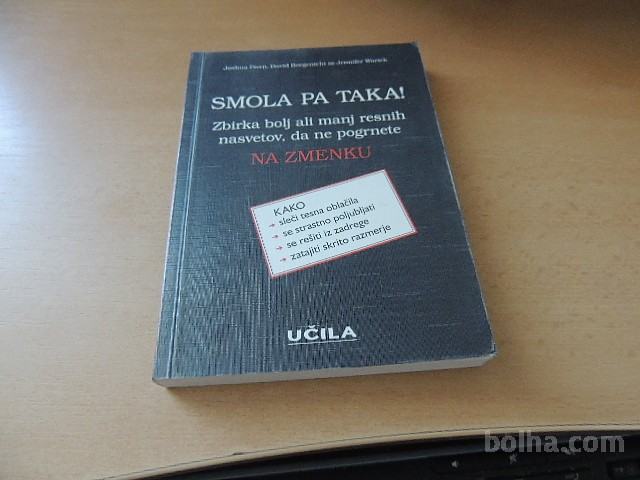 Joshua Piven, David Borgenicht in Jennifer Worick
SMOLA PA TAKA!
Zbirka bolj ali manj resnih
nasvetov, da ne pogrnete
NA ZMENKU
KAKO
→ sleči tesna oblačila
→ se strastno poljubljati
→ se rešiti iz zadrege
→ zatajiti skrito razmerje
UČILA
bolha.com